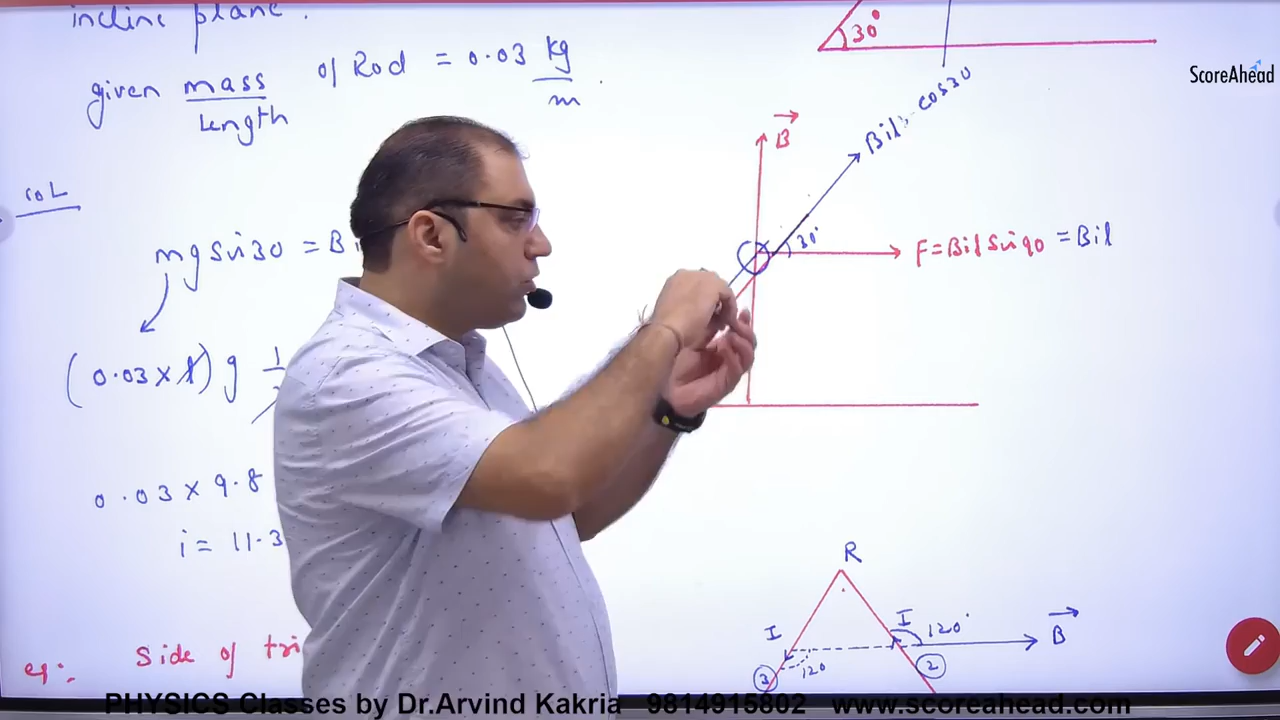 incline plane.
given mass/Length of Rod = 0.03 kg/m.
30°
ScoreAhead
sol
mg Sin30 = Bi
(0.03 × 1) g 1
0.03 × 9.8
i = 11.3
B
Bil cos30
30°
F = Bil Sin90 = Bil
R
I
I
120°
B
3
120
2
eg:
Side of tri
PHYSICS Classes by Dr.Arvind Kakria 9814915802 www.scoreahead.com